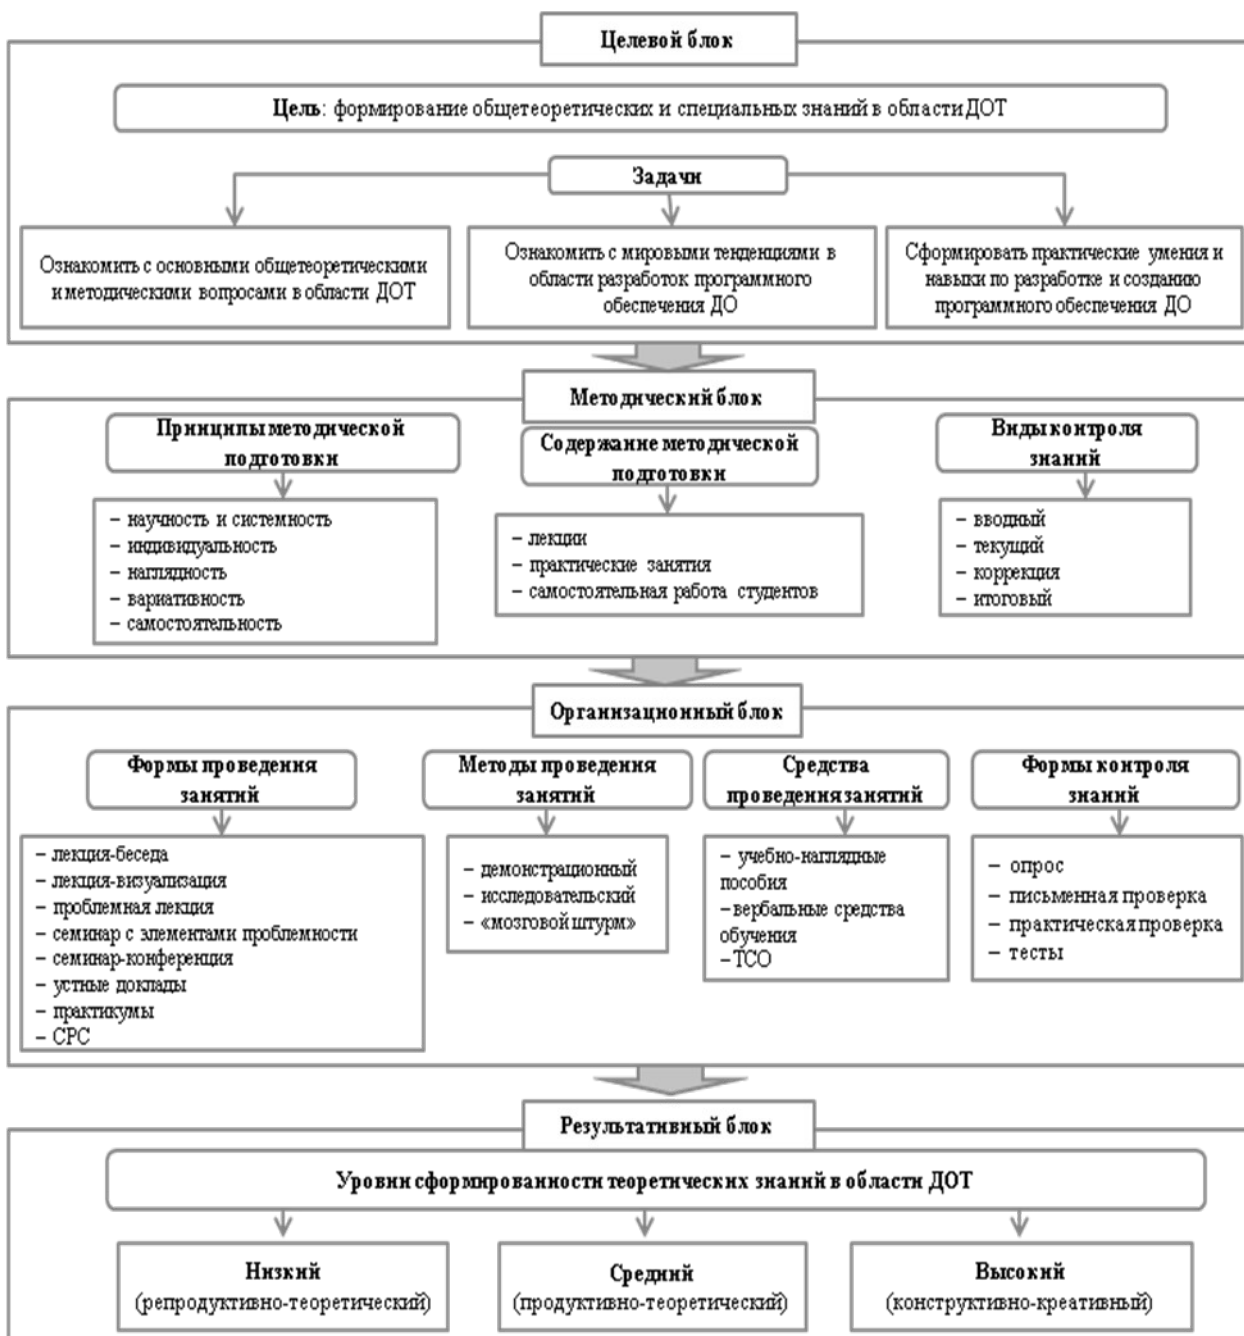 Целевой блок
Цель: формирование общетеоретических и специальных знаний в области ДОТ
Задачи
Ознакомить с основными общетеоретическими
и методическими вопросами в области ДОТ
Ознакомить с мировыми тенденциями в
области разработок программного
обеспечения ДО
Сформировать практические умения и
навыки по разработке и созданию
программного обеспечения ДО
Методический блок
Принципы методической
подготовки
– научность и системность
– индивидуальность
– наглядность
– вариативность
– самостоятельность
Содержание методической
подготовки
– лекции
– практические занятия
– самостоятельная работа студентов
Виды контроля
знаний
– вводный
– текущий
– коррекция
– итоговый
Организационный блок
Формы проведения
занятий
– лекция-беседа
– лекция-визуализация
– проблемная лекция
– семинар с элементами проблемности
– семинар-конференция
– устные доклады
– практикумы
– СРС
Методы проведения
занятий
– демонстрационный
– исследовательский
– «мозговой штурм»
Средства
проведения занятий
– учебно-наглядные
пособия
– вербальные средства
обучения
– ТСО
Формы контроля
знаний
– опрос
– письменная проверка
– практическая проверка
– тесты
Результативный блок
Уровни сформированности теоретических знаний в области ДОТ
Низкий
(репродуктивно-теоретический)
Средний
(продуктивно-теоретический)
Высокий
(конструктивно-креативный)